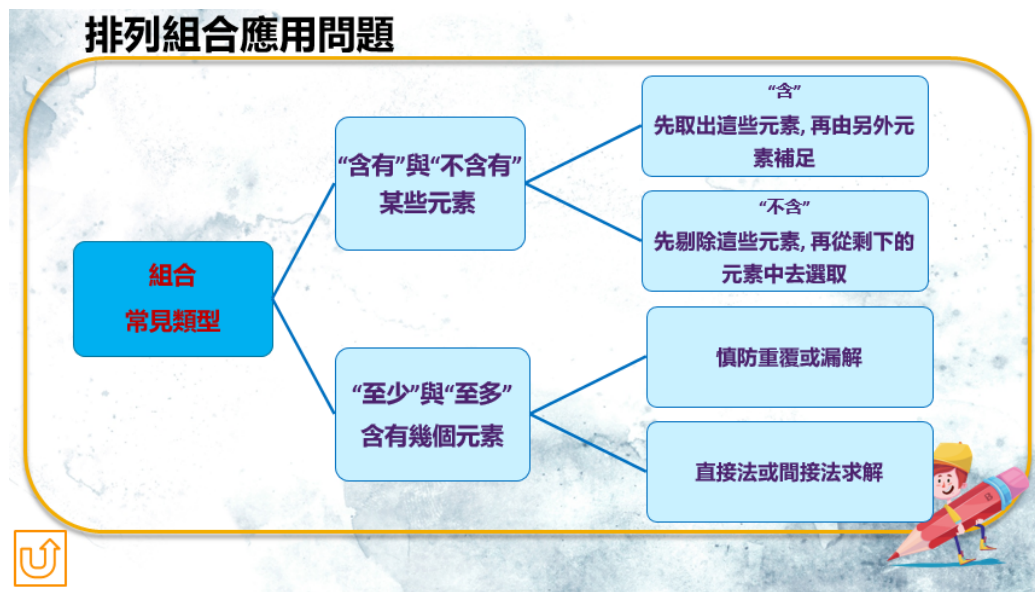 排列組合應用問題
組合
常見類型
“含有”與“不含有”
某些元素
“含”
先取出這些元素, 再由另外元
素補足
“不含”
先剔除這些元素, 再從剩下的
元素中去選取
“至少”與“至多”
含有幾個元素
慎防重覆或漏解
直接法或間接法求解